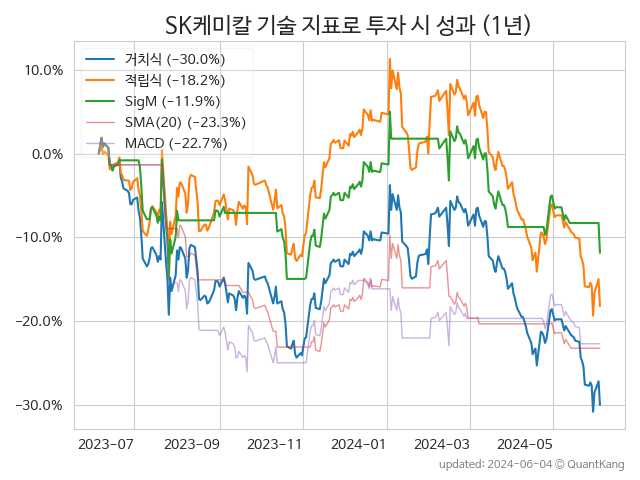 SK케미칼 기술 지표로 투자 시 성과 (1년)
거치식 (−30.0%)
적립식 (−18.2%)
SigM (−11.9%)
SMA(20) (−23.3%)
MACD (−22.7%)
10.0%
0.0%
−10.0%
−20.0%
−30.0%
2023-07 2023-09 2023-11 2024-01 2024-03 2024-05
updated: 2024-06-04 © QuantKang